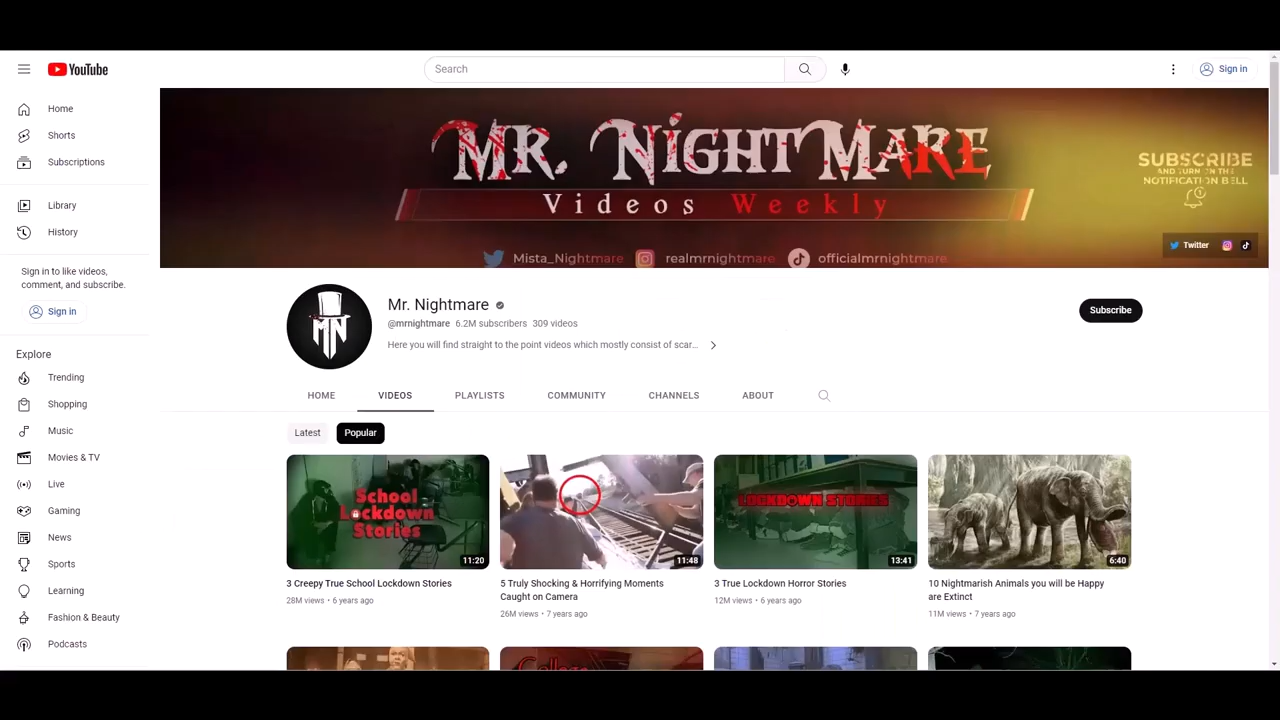 YouTube
Search
Sign in
Home
Shorts
Subscriptions
Library
History
Sign in to like videos,
comment, and subscribe.
Sign in
Explore
Trending
Shopping
Music
Movies & TV
Live
Gaming
News
Sports
Learning
Fashion & Beauty
Podcasts
MR. NIGHTMARE
Videos Weekly
SUBSCRIBE
AND TURN ON THE
NOTIFICATION BELL
Mista_Nightmare realmrnightmare officialmrnightmare
Twitter
MN
Mr. Nightmare
@mrnightmare 6.2M subscribers 309 videos
Here you will find straight to the point videos which mostly consist of scar...
Subscribe
HOME VIDEOS PLAYLISTS COMMUNITY CHANNELS ABOUT
Latest Popular
School
Lockdown
Stories
11:20
3 Creepy True School Lockdown Stories
28M views • 6 years ago
11:48
5 Truly Shocking & Horrifying Moments
Caught on Camera
26M views • 7 years ago
LOCKDOWN STORIES
13:41
3 True Lockdown Horror Stories
12M views • 6 years ago
6:40
10 Nightmarish Animals you will be Happy
are Extinct
11M views • 7 years ago
College